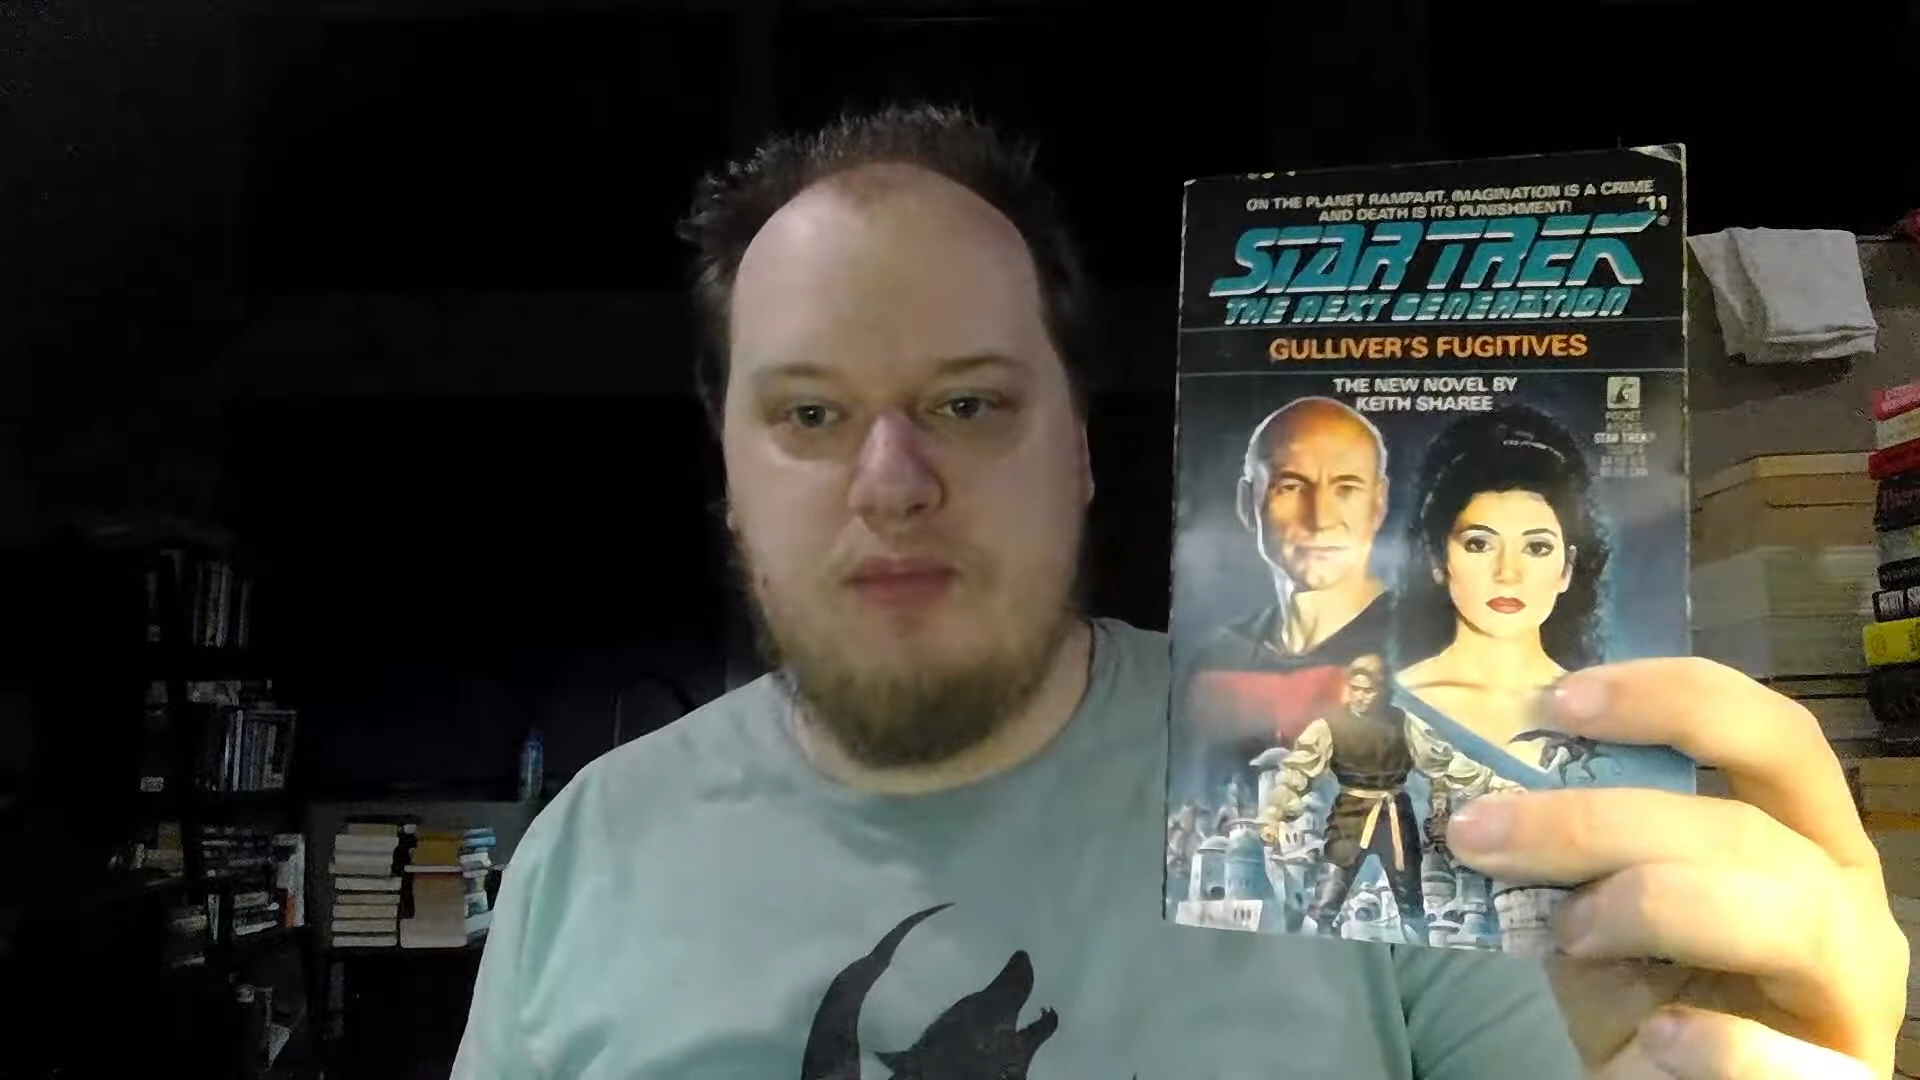 ON THE PLANET RAMPART, IMAGINATION IS A CRIME
AND DEATH IS ITS PUNISHMENT!
#11
STAR TREK®
THE NEXT GENERATION
GULLIVER'S FUGITIVES
THE NEW NOVEL BY
KEITH SHAREE
POCKET
BOOKS
STAR TREK